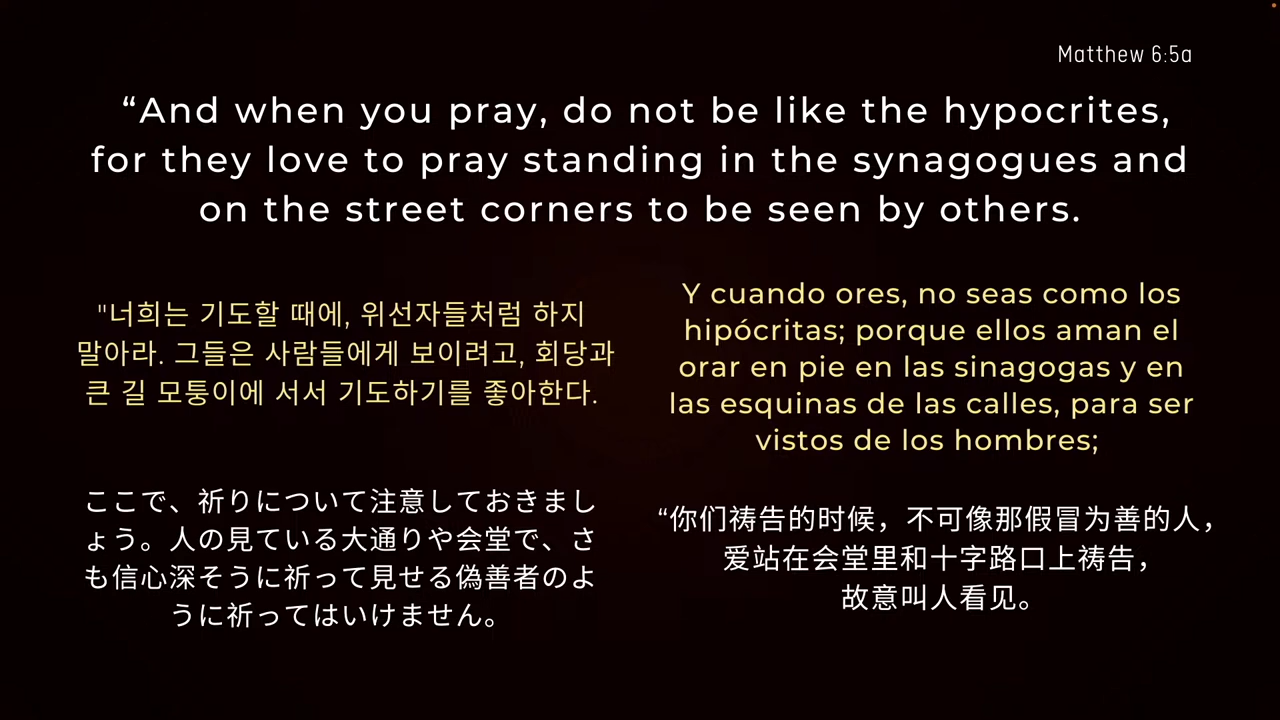 Matthew 6:5a
“And when you pray, do not be like the hypocrites,
for they love to pray standing in the synagogues and
on the street corners to be seen by others.
"너희는 기도할 때에, 위선자들처럼 하지
말아라. 그들은 사람들에게 보이려고, 회당과
큰 길 모퉁이에 서서 기도하기를 좋아한다.
Y cuando ores, no seas como los
hipócritas; porque ellos aman el
orar en pie en las sinagogas y en
las esquinas de las calles, para ser
vistos de los hombres;
ここで、祈りについて注意しておきまし
ょう。人の見ている大通りや会堂で、さ
も信心深そうに祈って見せる偽善者のよ
うに祈ってはいけません。
“你们祷告的时候，不可像那假冒为善的人，
爱站在会堂里和十字路口上祷告，
故意叫人看见。